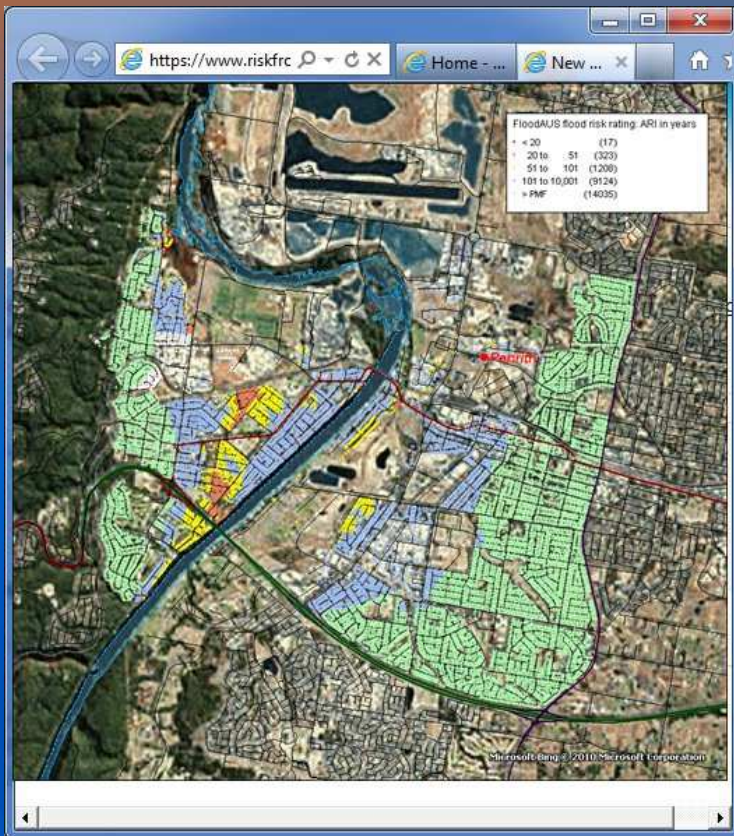 https://www.riskfrc
Home - ...
New ...
FloodAUS flood risk rating: ARI in years
< 20 (17)
20 to 51 (323)
51 to 101 (1208)
101 to 10,001 (9124)
> PMF (14035)
Penrith
Microsoft Bing © 2010 Microsoft Corporation